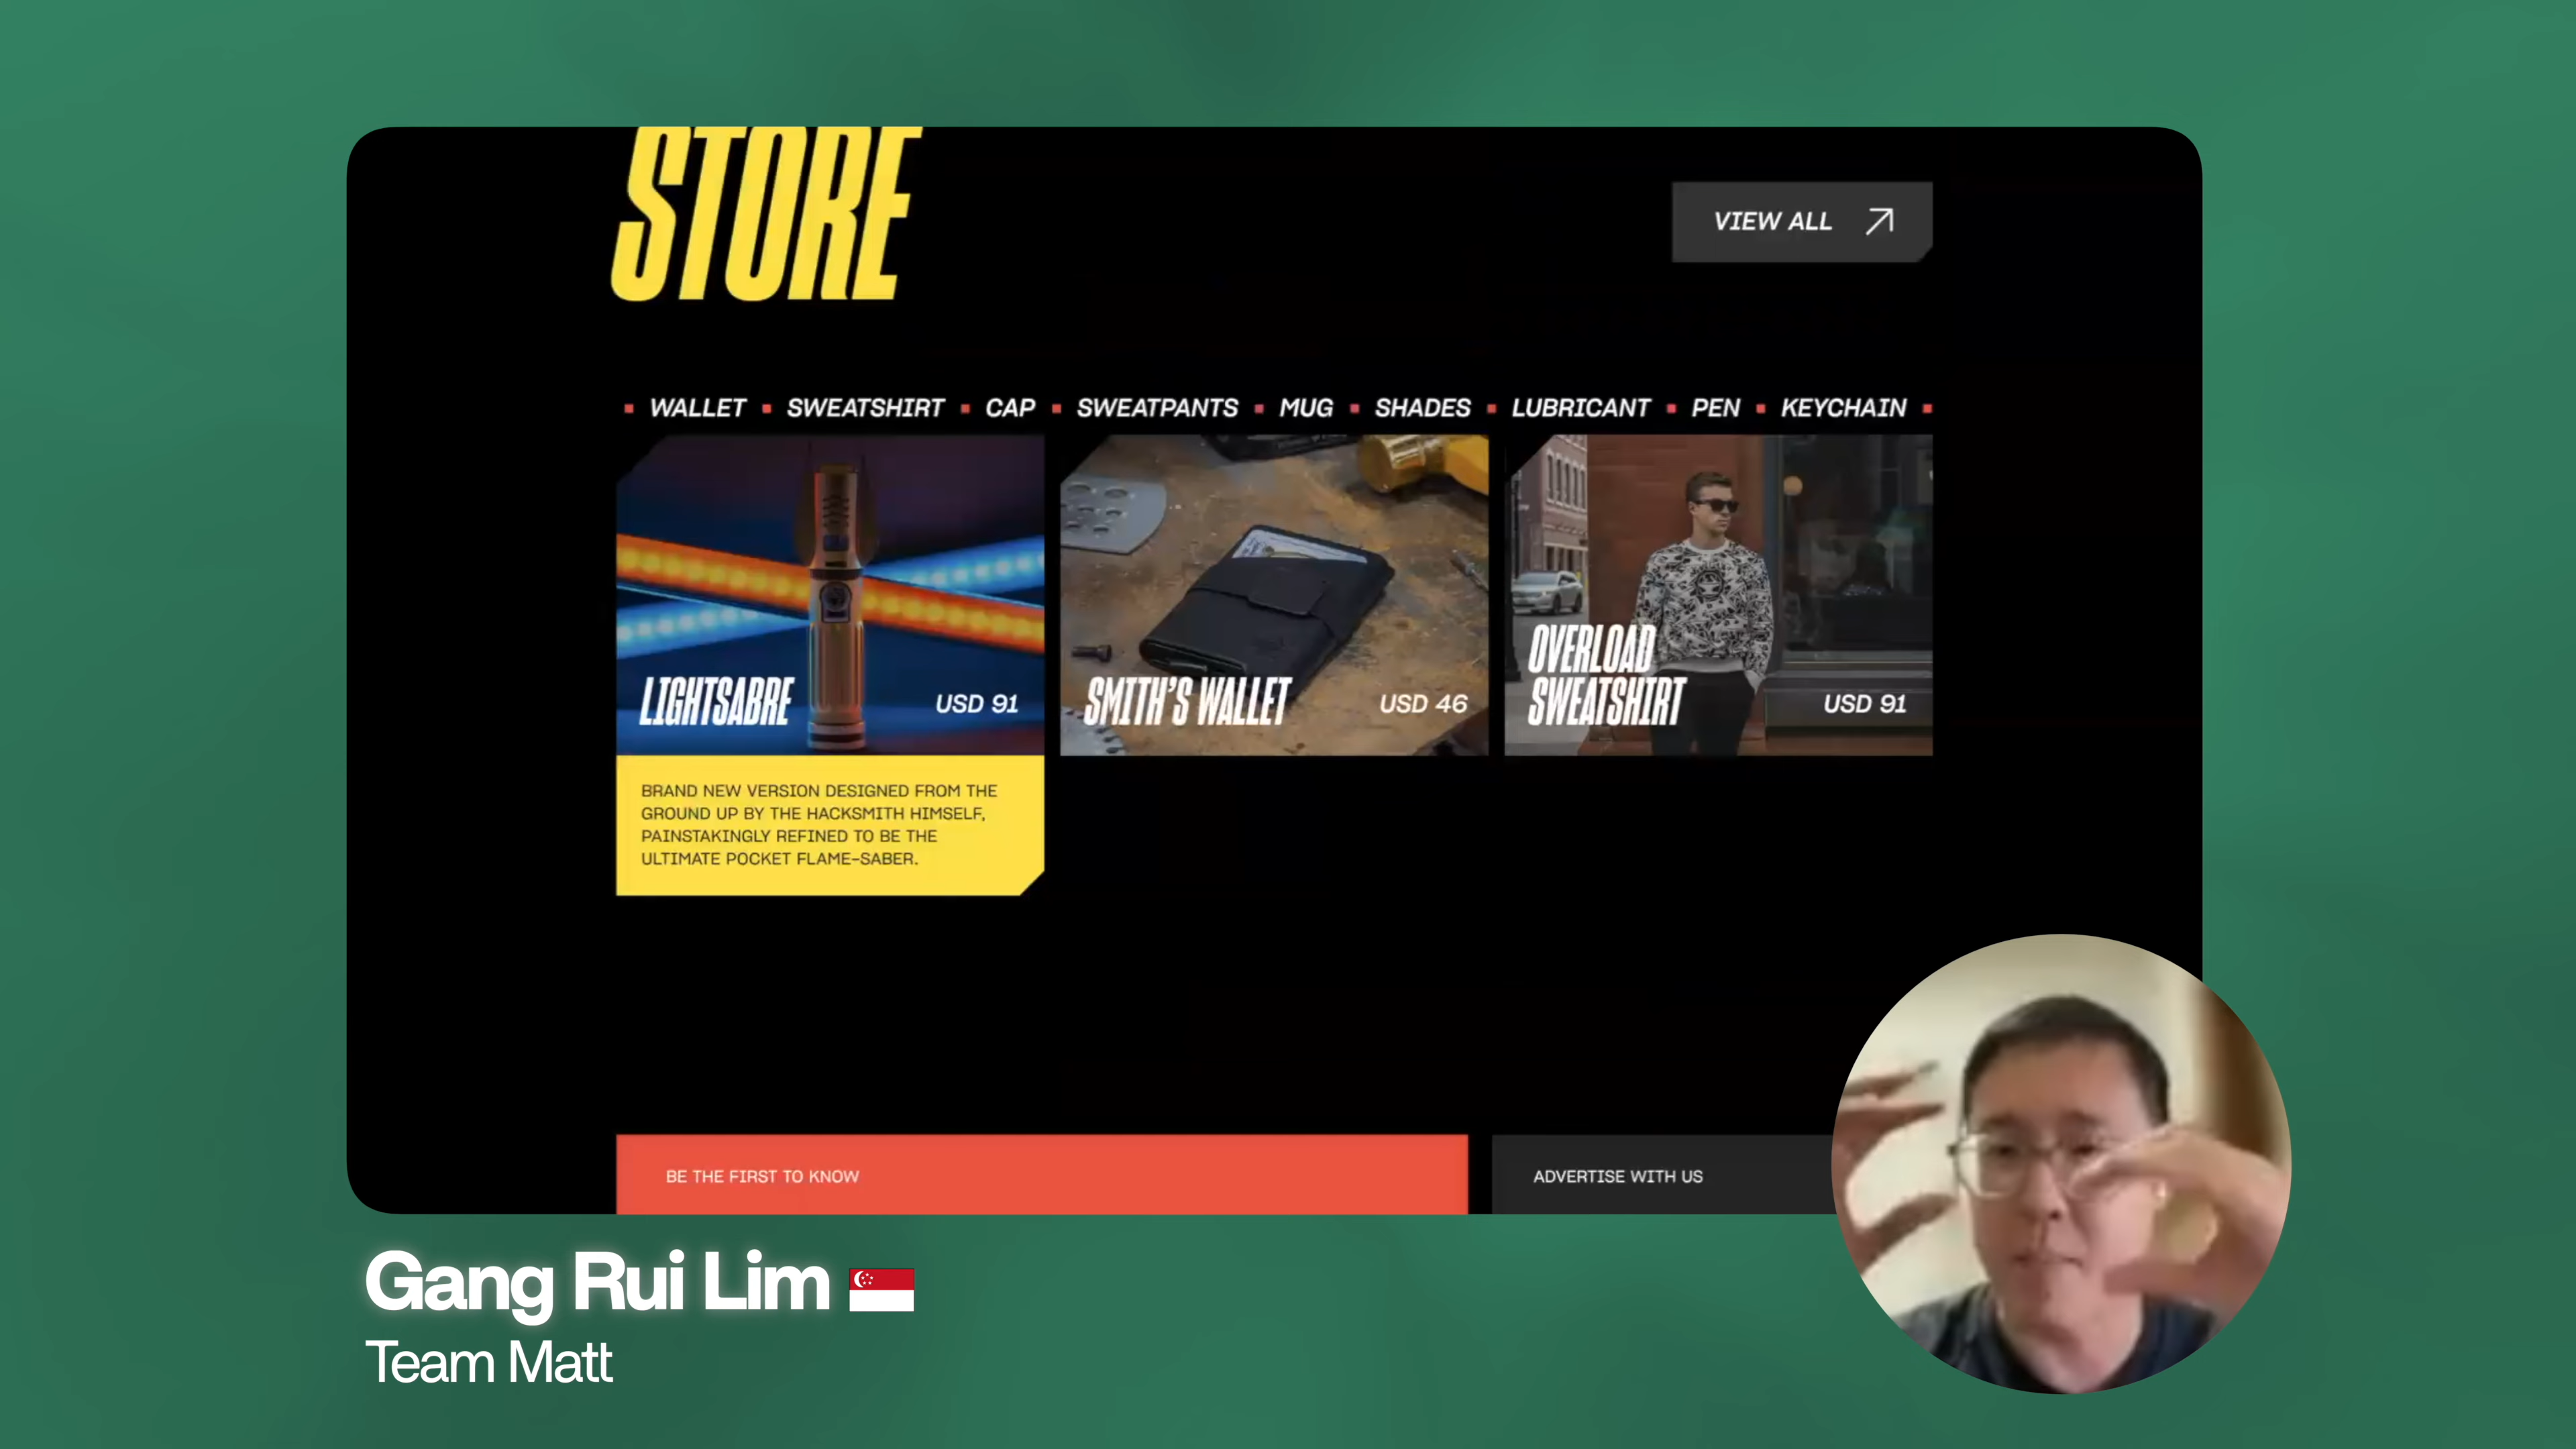 STORE
VIEW ALL
WALLET ▪ SWEATSHIRT ▪ CAP ▪ SWEATPANTS ▪ MUG ▪ SHADES ▪ LUBRICANT ▪ PEN ▪ KEYCHAIN
LIGHTSABRE
USD 91
BRAND NEW VERSION DESIGNED FROM THE
GROUND UP BY THE HACKSMITH HIMSELF,
PAINSTAKINGLY REFINED TO BE THE
ULTIMATE POCKET FLAME-SABER.
SMITH'S WALLET
USD 46
OVERLOAD
SWEATSHIRT
USD 91
BE THE FIRST TO KNOW
ADVERTISE WITH US
Gang Rui Lim
Team Matt